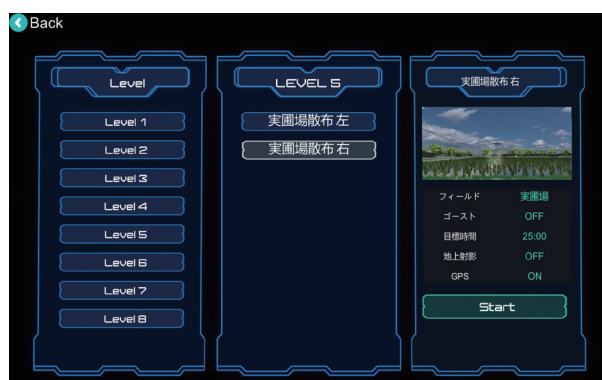 Back
Level
Level 1
Level 2
Level 3
Level 4
Level 5
Level 6
Level 7
Level 8
LEVEL 5
実圃場散布 左
実圃場散布 右
実圃場散布 右
フィールド 実圃場
ゴースト OFF
目標時間 25:00
地上射影 OFF
GPS ON
Start